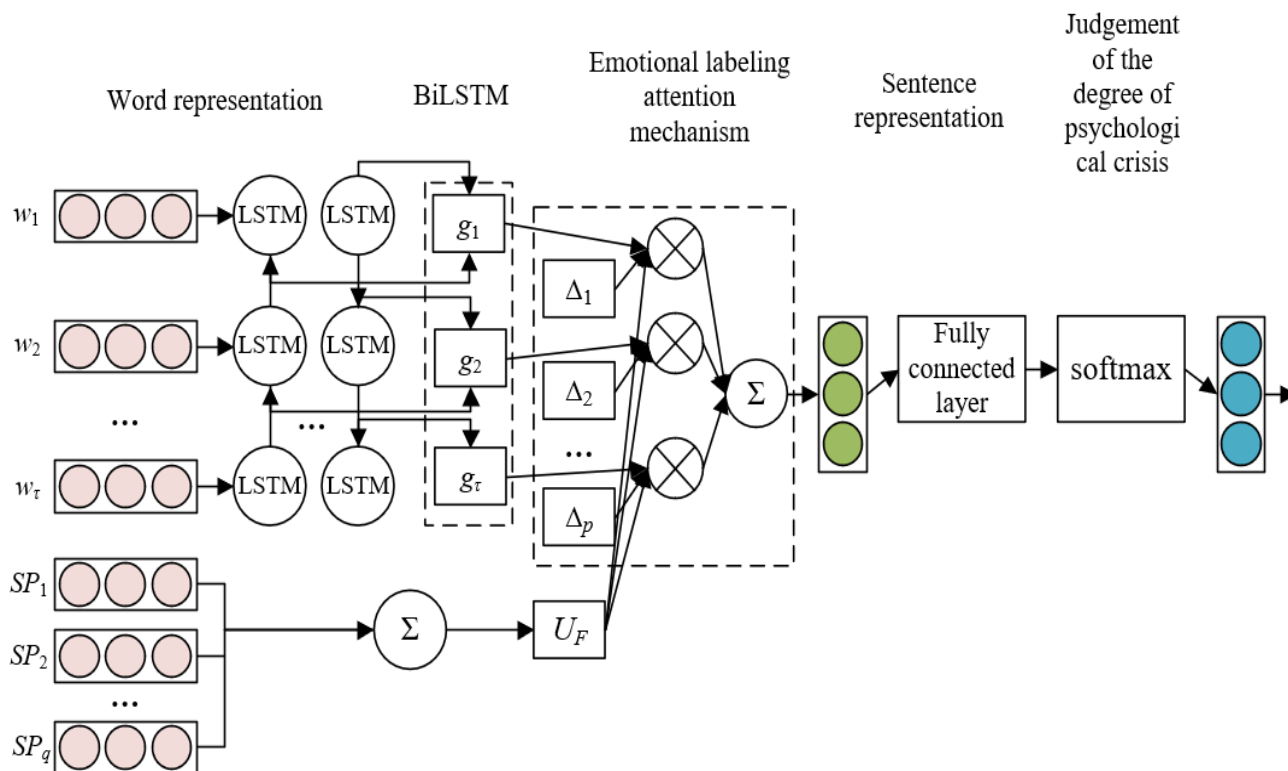 Word representation
BiLSTM
Emotional labeling
attention
mechanism
Sentence
representation
Judgement
of the
degree of
psychologi
cal crisis
w1
LSTM
LSTM
g1
Δ1
w2
LSTM
LSTM
g2
Δ2
Σ
Fully
connected
layer
softmax
...
...
...
wτ
LSTM
LSTM
gτ
Δp
SP1
SP2
Σ
UF
...
SPq